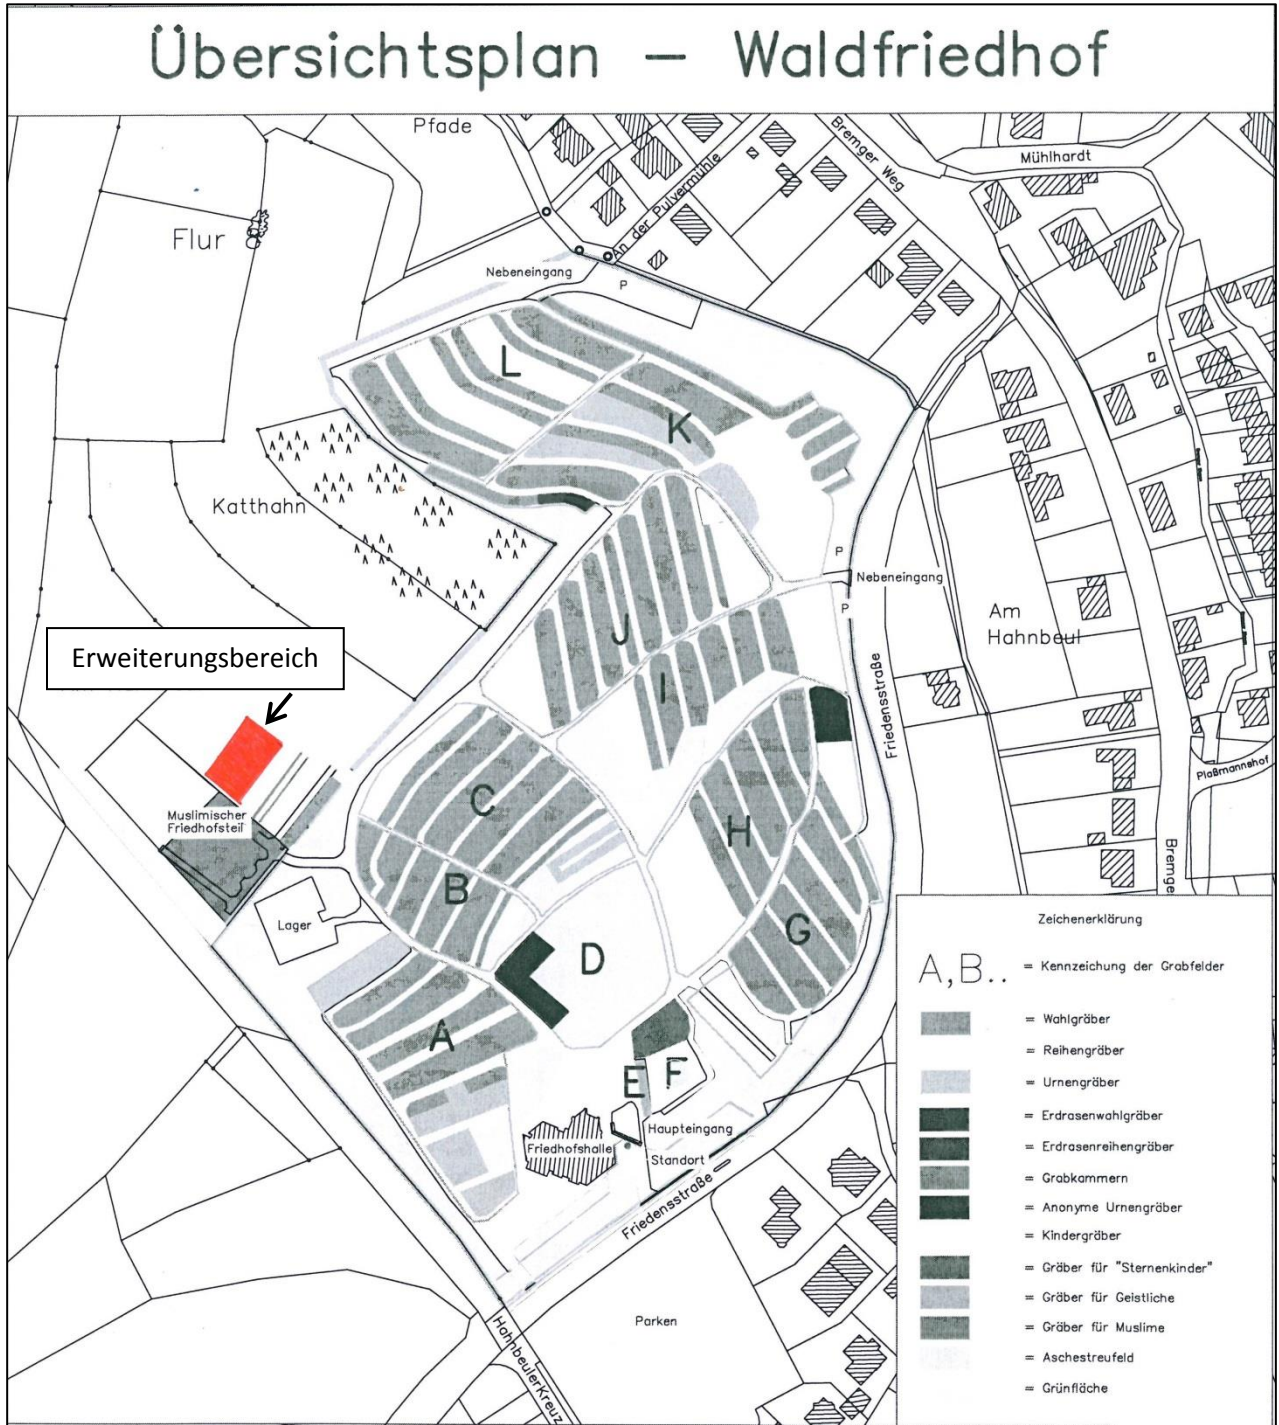 Übersichtsplan – Waldfriedhof
Pfade
Bremger Weg
Mühlhardt
An der Pulvermühle
Flur
Nebeneingang
P
L
K
Katthahn
P
Nebeneingang
P
Am
Hahnbeul
J
I
Erweiterungsbereich
Friedensstraße
Plaßmannshof
C
H
Muslimischer
Friedhofsteil
B
G
Bremge
Lager
D
A
E
F
Haupteingang
Friedhofshalle
Standort
Friedensstraße
Parken
Hahnbeuler Kreuz
Zeichenerklärung
A,B.. = Kennzeichung der Grabfelder
= Wahlgräber
= Reihengräber
= Urnengräber
= Erdrasenwahlgräber
= Erdrasenreihengräber
= Grabkammern
= Anonyme Urnengräber
= Kindergräber
= Gräber für "Sternenkinder"
= Gräber für Geistliche
= Gräber für Muslime
= Aschestreufeld
= Grünfläche